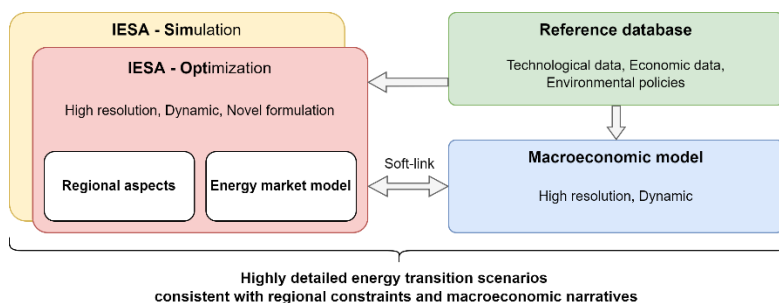 IESA - Simulation
IESA - Optimization
High resolution, Dynamic, Novel formulation
Regional aspects
Energy market model
Reference database
Technological data, Economic data,
Environmental policies
Soft-link
Macroeconomic model
High resolution, Dynamic
Highly detailed energy transition scenarios
consistent with regional constraints and macroeconomic narratives